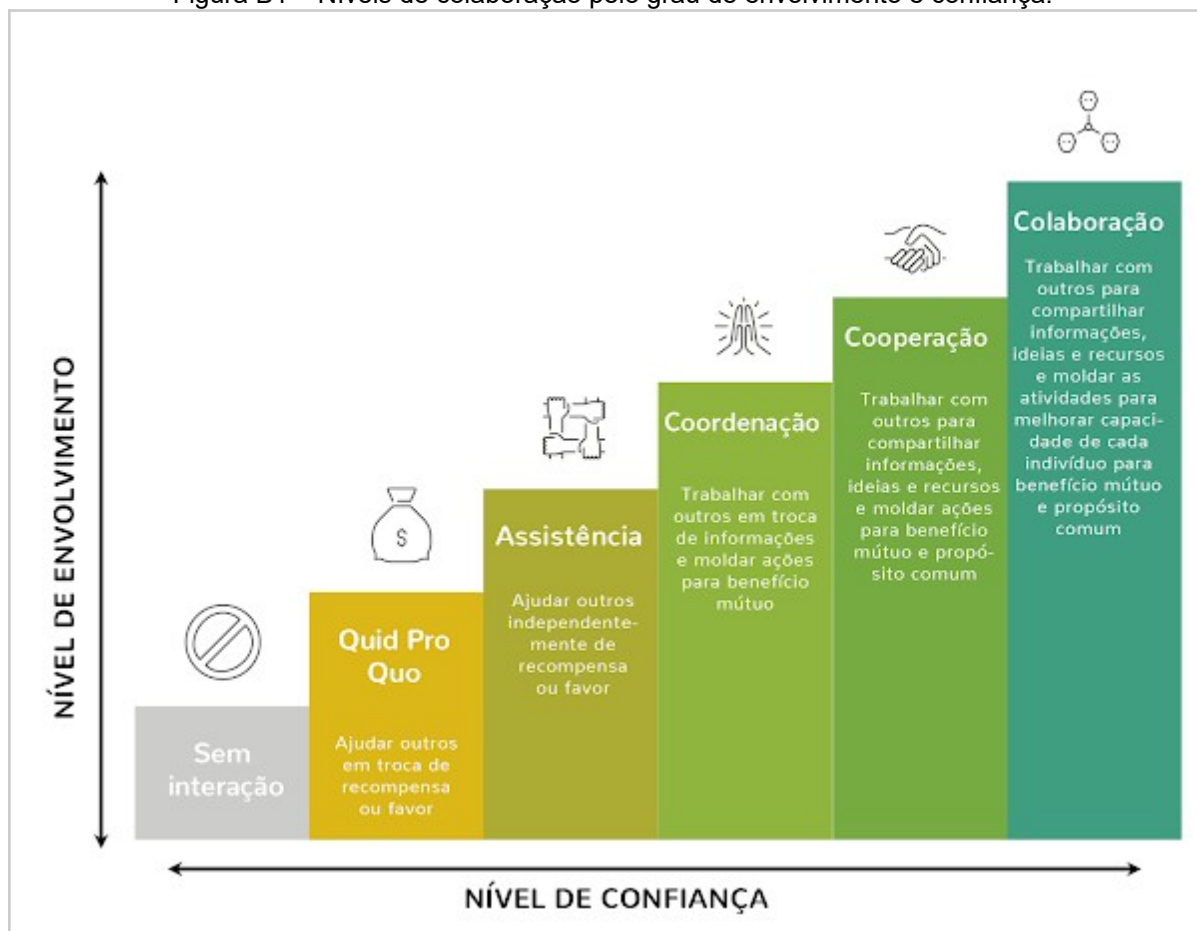 Figura B1 – Níveis de colaboração pelo grau de envolvimento e confiança.
NÍVEL DE ENVOLVIMENTO
Sem
interação
Quid Pro
Quo
Ajudar outros
em troca de
recompensa
ou favor
$
Assistência
Ajudar outros
independente-
mente de
recompensa
ou favor
Coordenação
Trabalhar com
outros em troca
de informações
e moldar ações
para benefício
mútuo
Cooperação
Trabalhar com
outros para
compartilhar
informações,
ideias e recursos
e moldar ações
para benefício
mútuo e propó-
sito comum
Colaboração
Trabalhar com
outros para
compartilhar
informações,
ideias e recursos
e moldar as
atividades para
melhorar capaci-
dade de cada
indivíduo para
benefício mútuo
e propósito
comum
NÍVEL DE CONFIANÇA